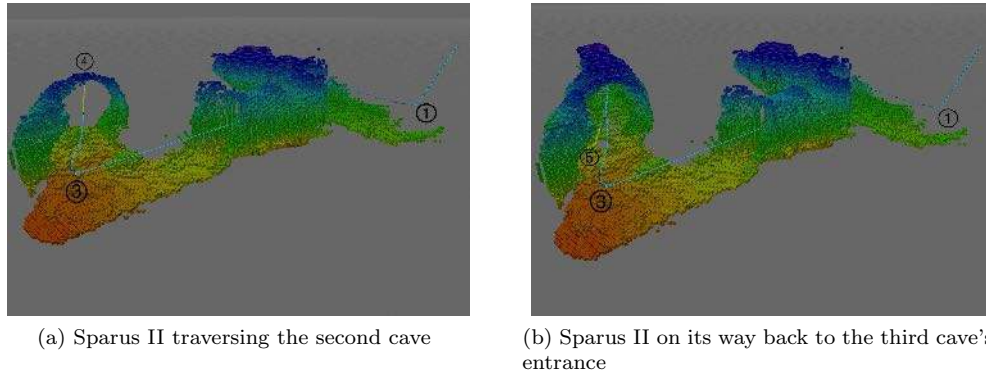 ④
①
③
①
⑤
③
(a) Sparus II traversing the second cave
(b) Sparus II on its way back to the third cave's
entrance